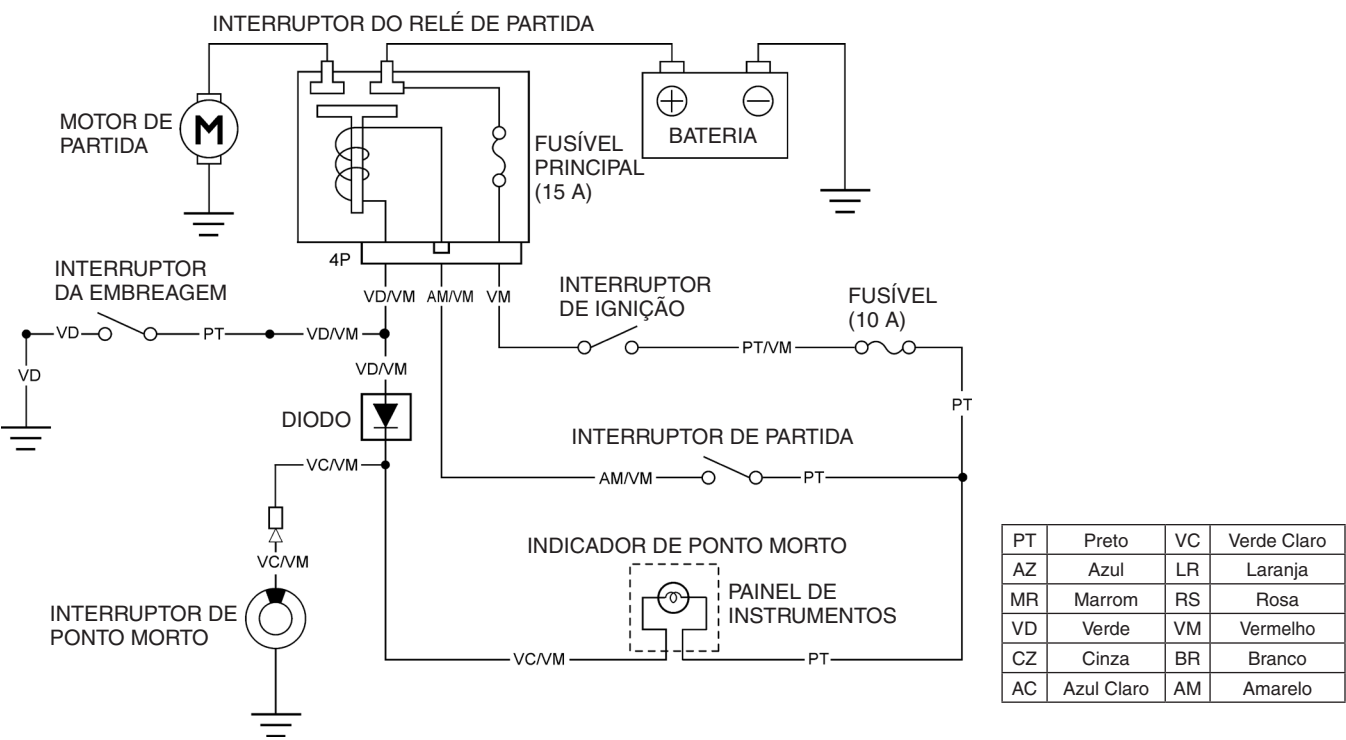 INTERRUPTOR DO RELÉ DE PARTIDA
MOTOR DE
PARTIDA
M
FUSÍVEL
PRINCIPAL
(15 A)
BATERIA
4P
INTERRUPTOR
DA EMBREAGEM
VD/VM
AM/VM
VM
INTERRUPTOR
DE IGNIÇÃO
FUSÍVEL
(10 A)
VD
PT
VD/VM
PT/VM
VD
VD/VM
PT
DIODO
INTERRUPTOR DE PARTIDA
VC/VM
AM/VM
PT
INDICADOR DE PONTO MORTO
VC/VM
PAINEL DE
INSTRUMENTOS
INTERRUPTOR DE
PONTO MORTO
VC/VM
PT
PT Preto VC Verde Claro
AZ Azul LR Laranja
MR Marrom RS Rosa
VD Verde VM Vermelho
CZ Cinza BR Branco
AC Azul Claro AM Amarelo